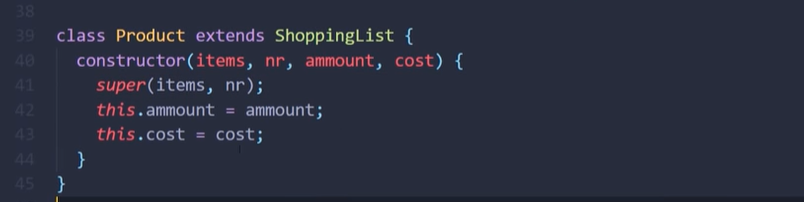 38
39 class Product extends ShoppingList {
40 constructor(items, nr, ammount, cost) {
41 super(items, nr);
42 this.ammount = ammount;
43 this.cost = cost;
44 }
45 }